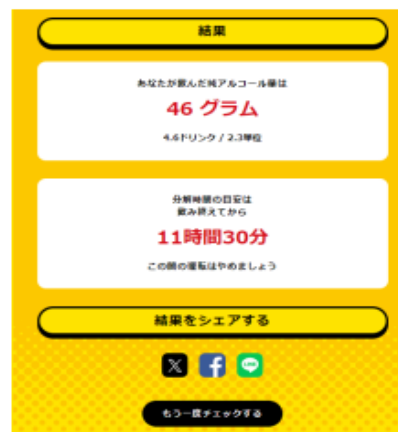 結果
あなたが飲んだ純アルコール量は
46 グラム
4.6ドリンク / 2.3単位
分解時間の目安は
飲み終えてから
11時間30分
この間の運転はやめましょう
結果をシェアする
LINE
もう一度チェックする